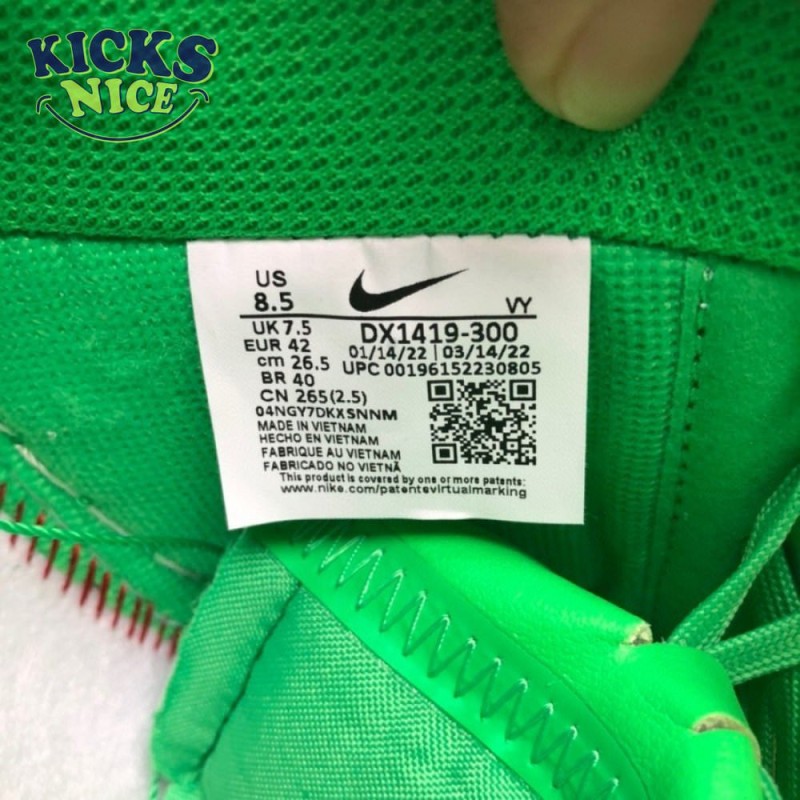 KICKS
NICE
US
8.5
VY
UK 7.5
DX1419-300
EUR 42
01/14/22 | 03/14/22
cm 26.5
UPC 00196152230805
BR 40
CN 265(2.5)
04NGY7DKXSNNM
MADE IN VIETNAM
HECHO EN VIETNAM
FABRIQUE AU VIETNAM
FABRICADO NO VIETNÃ
This product is covered by one or more patents:
www.nike.com/patentevirtualmarking